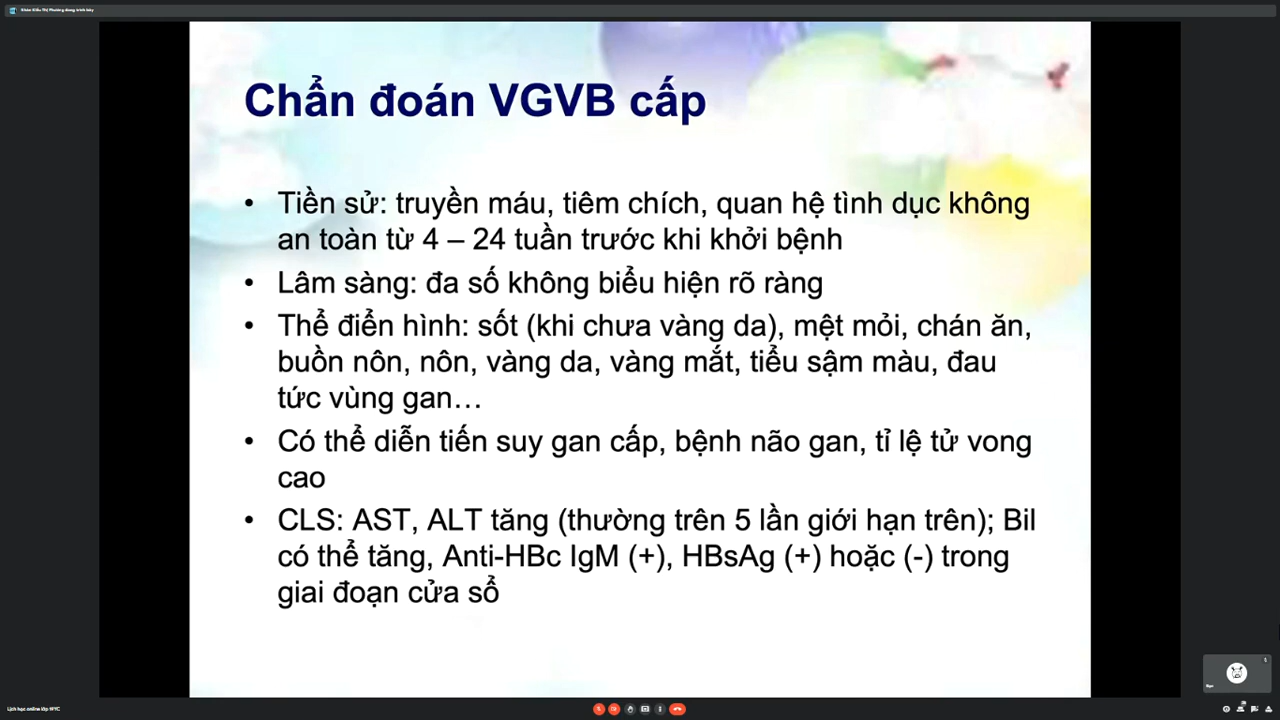 Chẩn đoán VGVB cấp
• Tiền sử: truyền máu, tiêm chích, quan hệ tình dục không
an toàn từ 4 – 24 tuần trước khi khởi bệnh
• Lâm sàng: đa số không biểu hiện rõ ràng
• Thể điển hình: sốt (khi chưa vàng da), mệt mỏi, chán ăn,
buồn nôn, nôn, vàng da, vàng mắt, tiểu sậm màu, đau
tức vùng gan…
• Có thể diễn tiến suy gan cấp, bệnh não gan, tỉ lệ tử vong
cao
• CLS: AST, ALT tăng (thường trên 5 lần giới hạn trên); Bil
có thể tăng, Anti-HBc IgM (+), HBsAg (+) hoặc (-) trong
giai đoạn cửa sổ
Lịch học online lớp